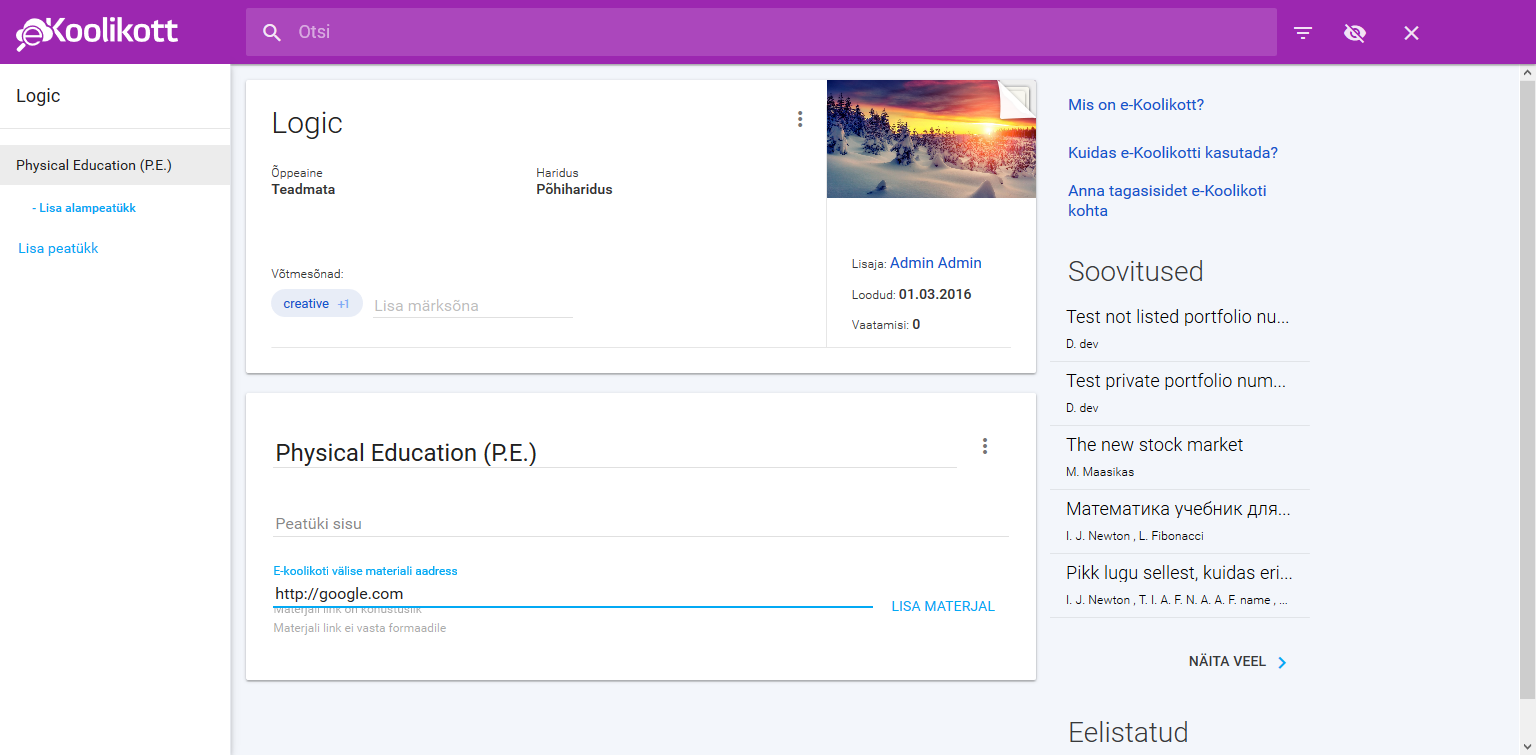 eKoolikott
Otsi
Logic
Physical Education (P.E.)
- Lisa alampeatükk
Lisa peatükk
Logic
Õppeaine
Teadmata
Haridus
Põhiharidus
Võtmesõnad:
creative +1
Lisa märksõna
Lisaja: Admin Admin
Loodud: 01.03.2016
Vaatamisi: 0
Physical Education (P.E.)
Peatüki sisu
E-koolikoti välise materiali aadress
http://google.com
Materjali link on kohustuslik
Materjali link ei vasta formaadile
LISA MATERJAL
Mis on e-Koolikott?
Kuidas e-Koolikotti kasutada?
Anna tagasisidet e-Koolikoti
kohta
Soovitused
Test not listed portfolio nu...
D. dev
Test private portfolio num...
D. dev
The new stock market
M. Maasikas
Математика учебник для...
I. J. Newton , L. Fibonacci
Pikk lugu sellest, kuidas eri...
I. J. Newton , T. I. A. F. N. A. A. F. name , ...
NÄITA VEEL
Eelistatud